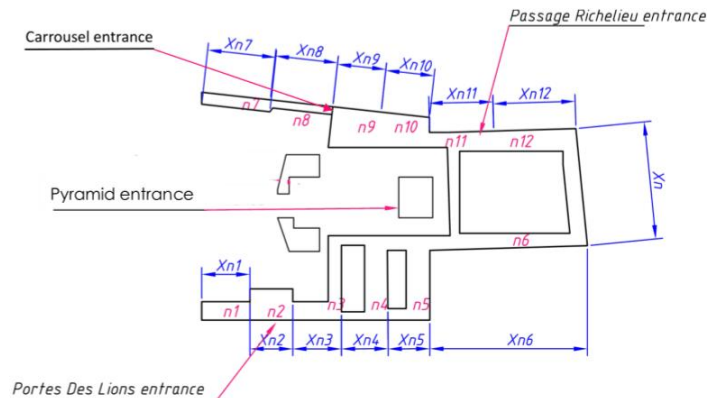 Passage Richelieu entrance
Carrousel entrance
Xn7 Xn8 Xn9 Xn10 Xn11 Xn12
n7 n8 n9 n10 n11 n12
Xn
Pyramid entrance
n6
Xn1
n1 n2 n3 n4 n5
Xn2 Xn3 Xn4 Xn5 Xn6
Portes Des Lions entrance